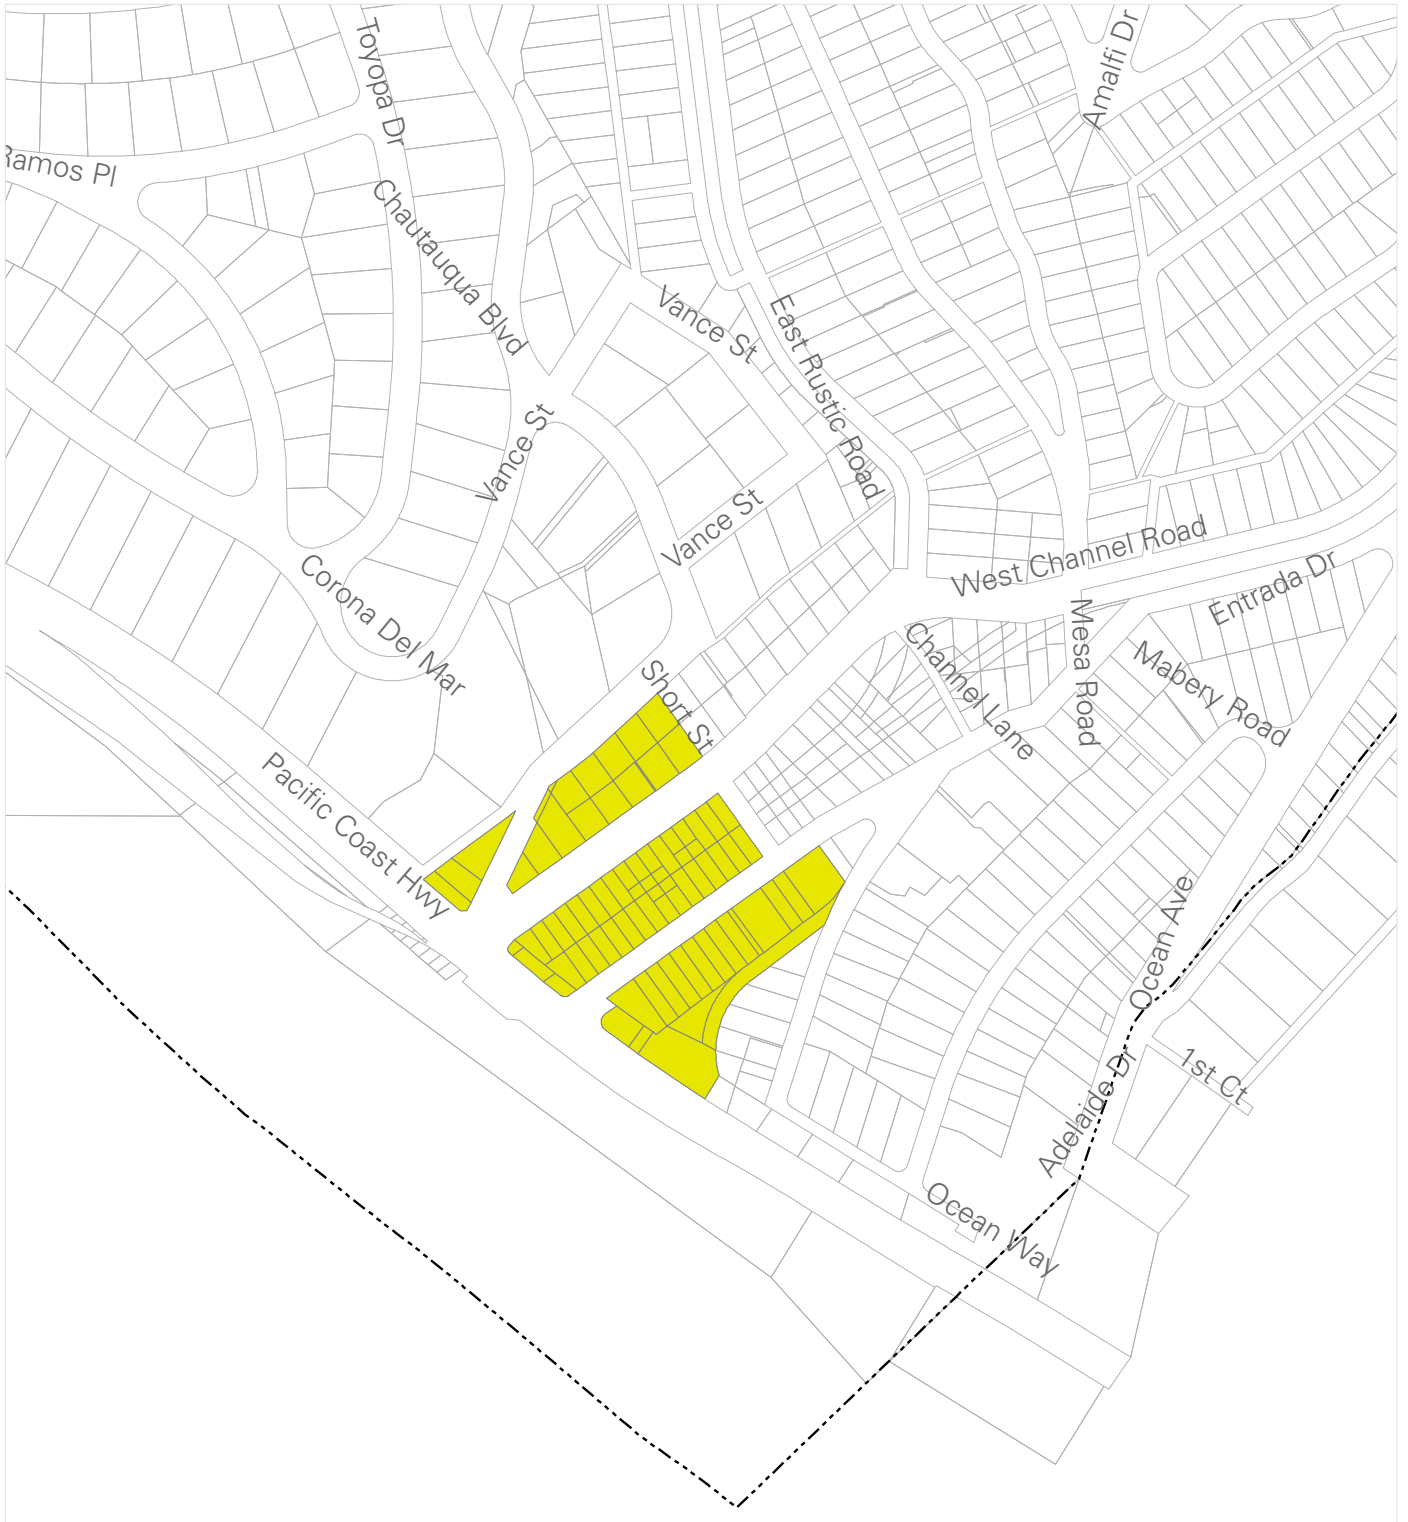 Toyopa Dr
Amalfi Dr
Ramos Pl
Chautauqua Blvd
Vance St
East Rustic Road
Vance St
Vance St
West Channel Road
Entrada Dr
Corona Del Mar
Channel Lane
Mesa Road
Mabery Road
Short St
Pacific Coast Hwy
Ocean Ave
1st Ct
Adelaide Dr
Ocean Way